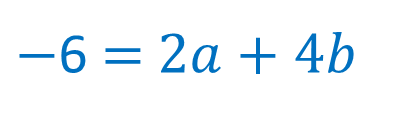 −6 = 2a + 4b